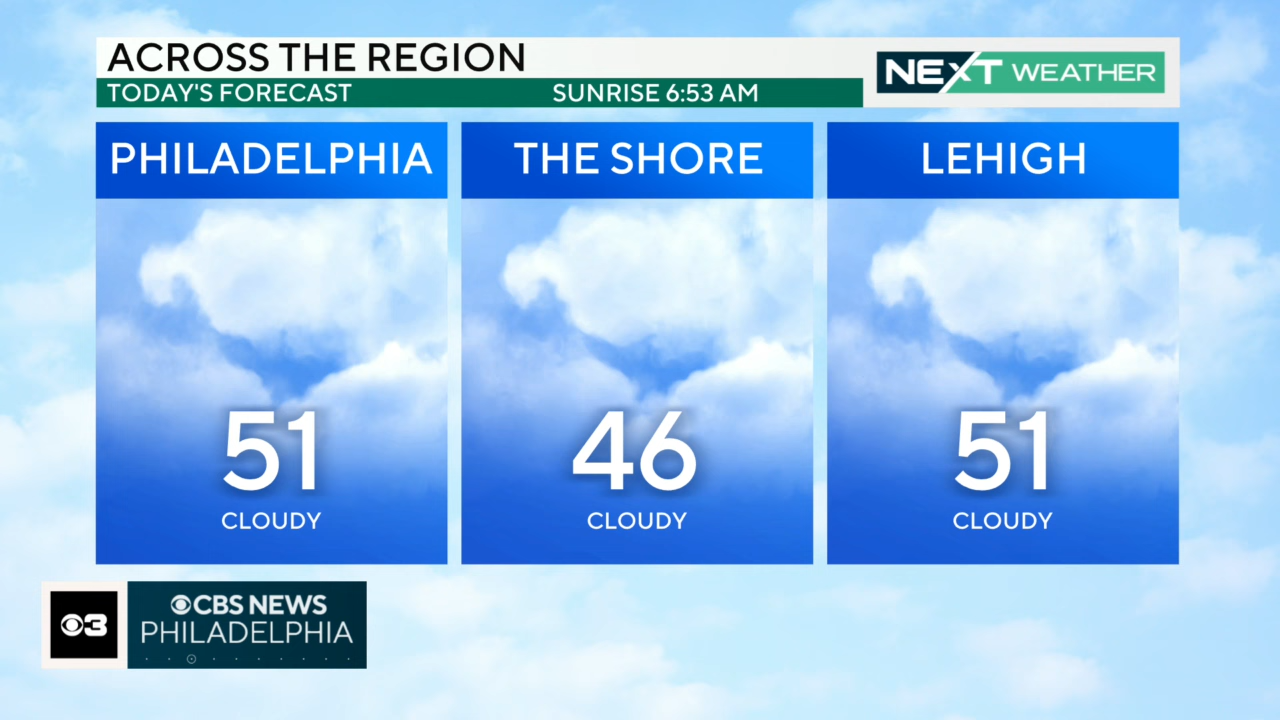 ACROSS THE REGION
TODAY'S FORECAST SUNRISE 6:53 AM
NEXT WEATHER
PHILADELPHIA
51
CLOUDY
THE SHORE
46
CLOUDY
LEHIGH
51
CLOUDY
3
CBS NEWS
PHILADELPHIA